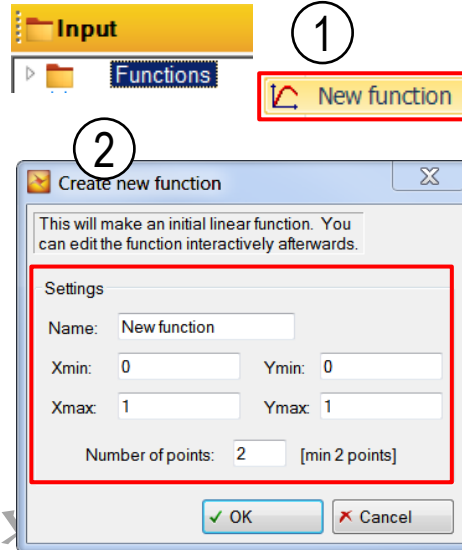 Input
1
Functions
New function
2
Create new function
This will make an initial linear function. You
can edit the function interactively afterwards.
Settings
Name: New function
Xmin: 0 Ymin: 0
Xmax: 1 Ymax: 1
Number of points: 2 [min 2 points]
OK Cancel